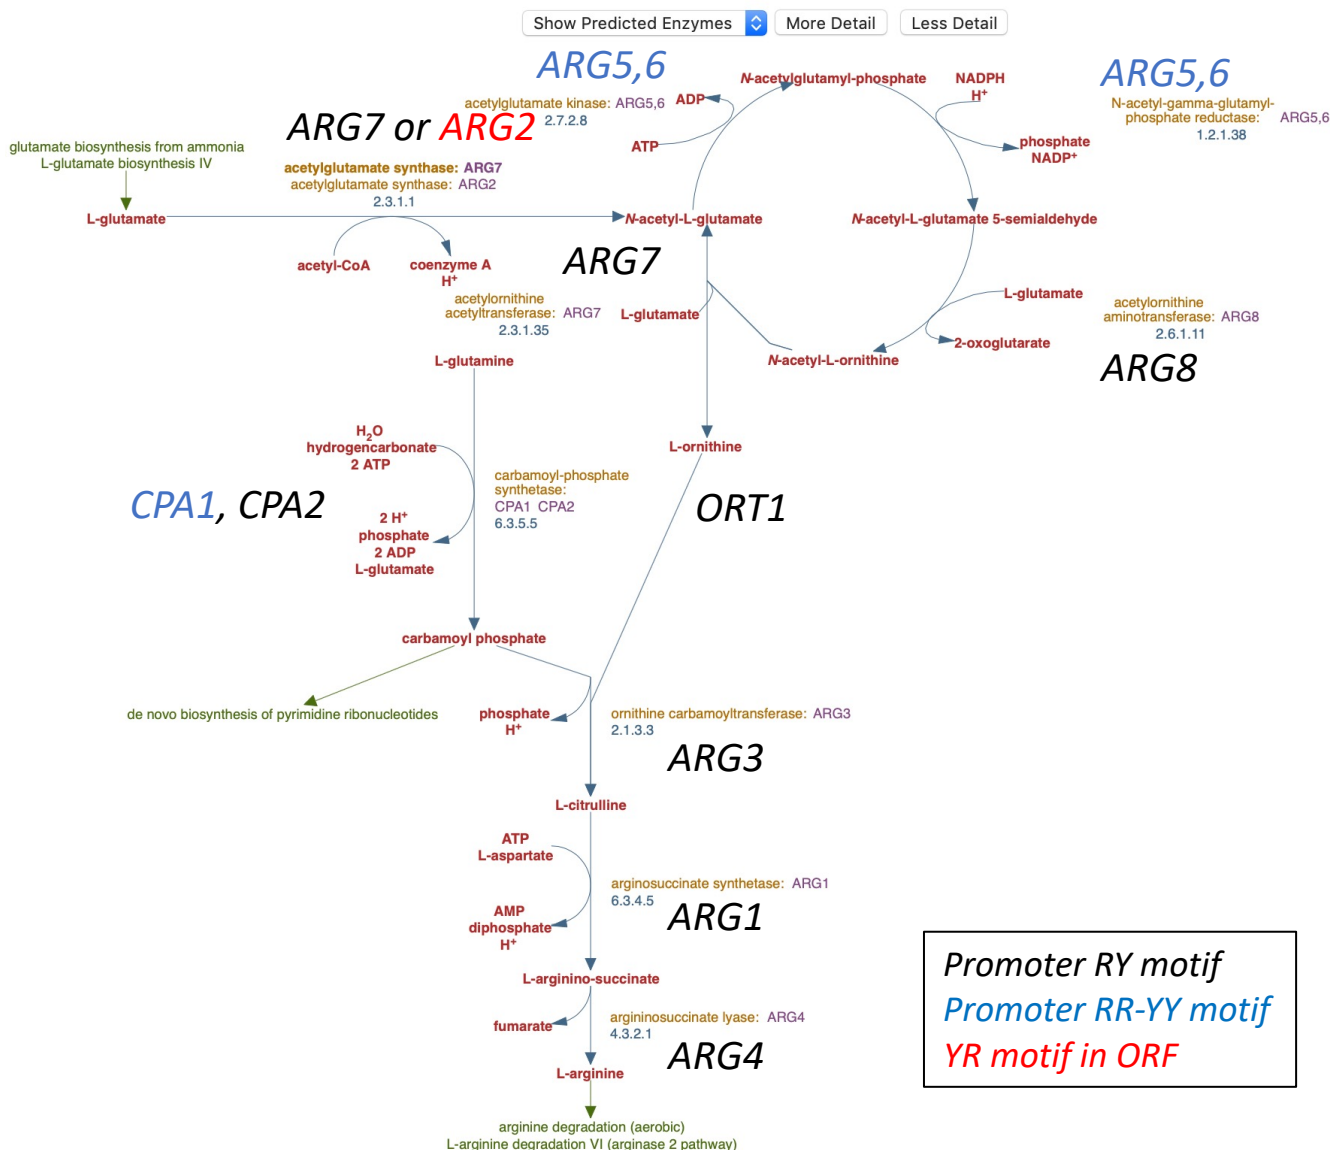 Show Predicted Enzymes
More Detail
Less Detail
ARG5,6
N-acetylglutamyl-phosphate
NADPH
H+
ARG5,6
acetylglutamate kinase: ARG5,6
2.7.2.8
ADP
ATP
N-acetyl-gamma-glutamyl-
phosphate reductase: ARG5,6
1.2.1.38
phosphate
NADP+
ARG7 or ARG2
glutamate biosynthesis from ammonia
L-glutamate biosynthesis IV
acetylglutamate synthase: ARG7
acetylglutamate synthase: ARG2
2.3.1.1
L-glutamate
N-acetyl-L-glutamate
N-acetyl-L-glutamate 5-semialdehyde
acetyl-CoA
coenzyme A
H+
ARG7
acetylornithine
acetyltransferase: ARG7
2.3.1.35
L-glutamate
L-glutamate
2-oxoglutarate
acetylornithine
aminotransferase: ARG8
2.6.1.11
ARG8
N-acetyl-L-ornithine
L-glutamine
H2O
hydrogencarbonate
2 ATP
L-ornithine
CPA1, CPA2
carbamoyl-phosphate
synthetase:
CPA1 CPA2
6.3.5.5
2 H+
phosphate
2 ADP
L-glutamate
ORT1
carbamoyl phosphate
de novo biosynthesis of pyrimidine ribonucleotides
phosphate
H+
ornithine carbamoyltransferase: ARG3
2.1.3.3
ARG3
L-citrulline
ATP
L-aspartate
arginosuccinate synthetase: ARG1
6.3.4.5
ARG1
AMP
diphosphate
H+
L-arginino-succinate
fumarate
argininosuccinate lyase: ARG4
4.3.2.1
ARG4
L-arginine
arginine degradation (aerobic)
L-arginine degradation VI (arginase 2 pathway)
Promoter RY motif
Promoter RR-YY motif
YR motif in ORF